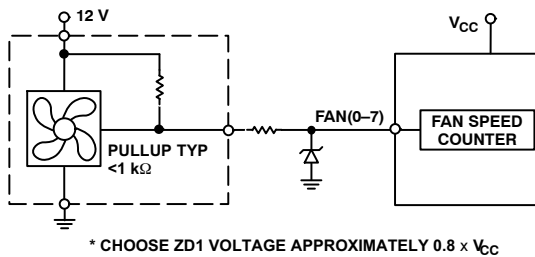 12 V
VCC
FAN(0–7)
FAN SPEED
COUNTER
PULLUP TYP
<1 kΩ
* CHOOSE ZD1 VOLTAGE APPROXIMATELY 0.8 x VCC